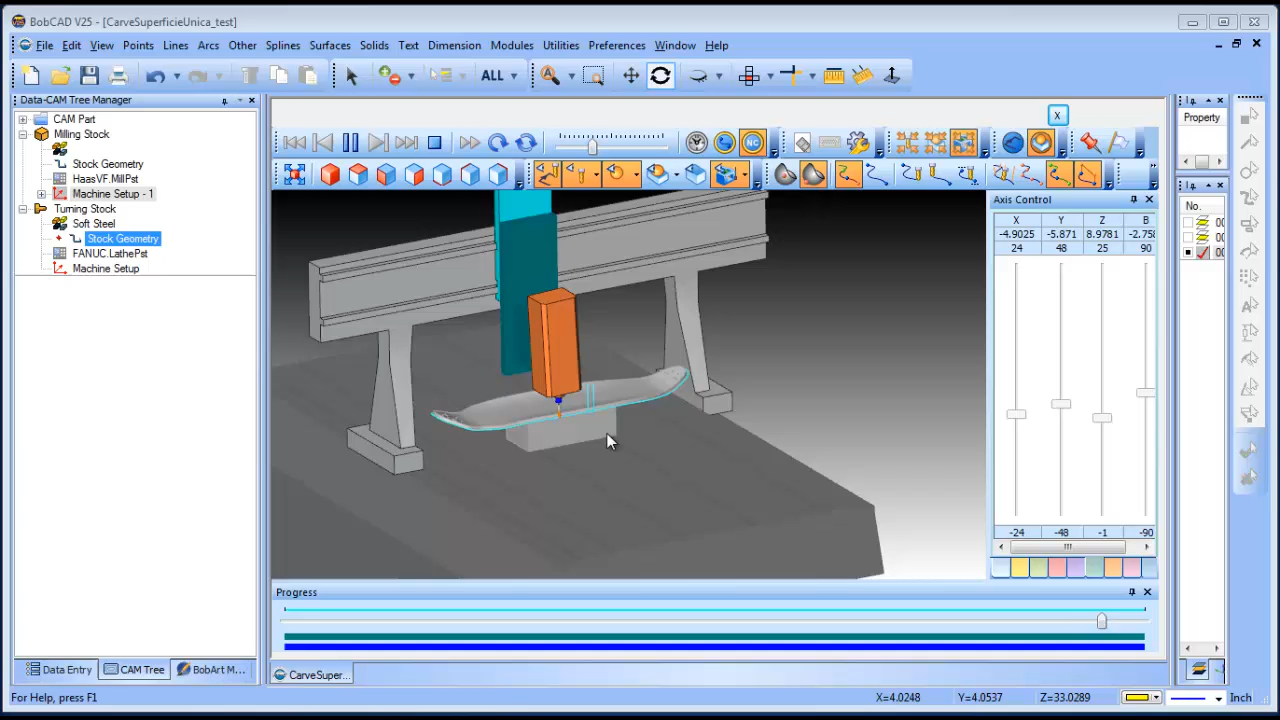 BobCAD V25 - [CarveSuperficieUnica_test]
File Edit View Points Lines Arcs Other Splines Surfaces Solids Text Dimension Modules Utilities Preferences Window Help
ALL
Data-CAM Tree Manager
CAM Part
Milling Stock
Stock Geometry
HaasVF.MillPst
Machine Setup - 1
Turning Stock
Soft Steel
Stock Geometry
FANUC.LathePst
Machine Setup
X
NC
Axis Control
X Y Z B
-4.9025 -5.871 8.9781 -2.758
24 48 25 90
-24 -48 -1 -90
Property
No.
Progress
Data Entry CAM Tree BobArt M...
CarveSuper...
For Help, press F1
X=4.0248 Y=4.0537 Z=33.0289 Inch